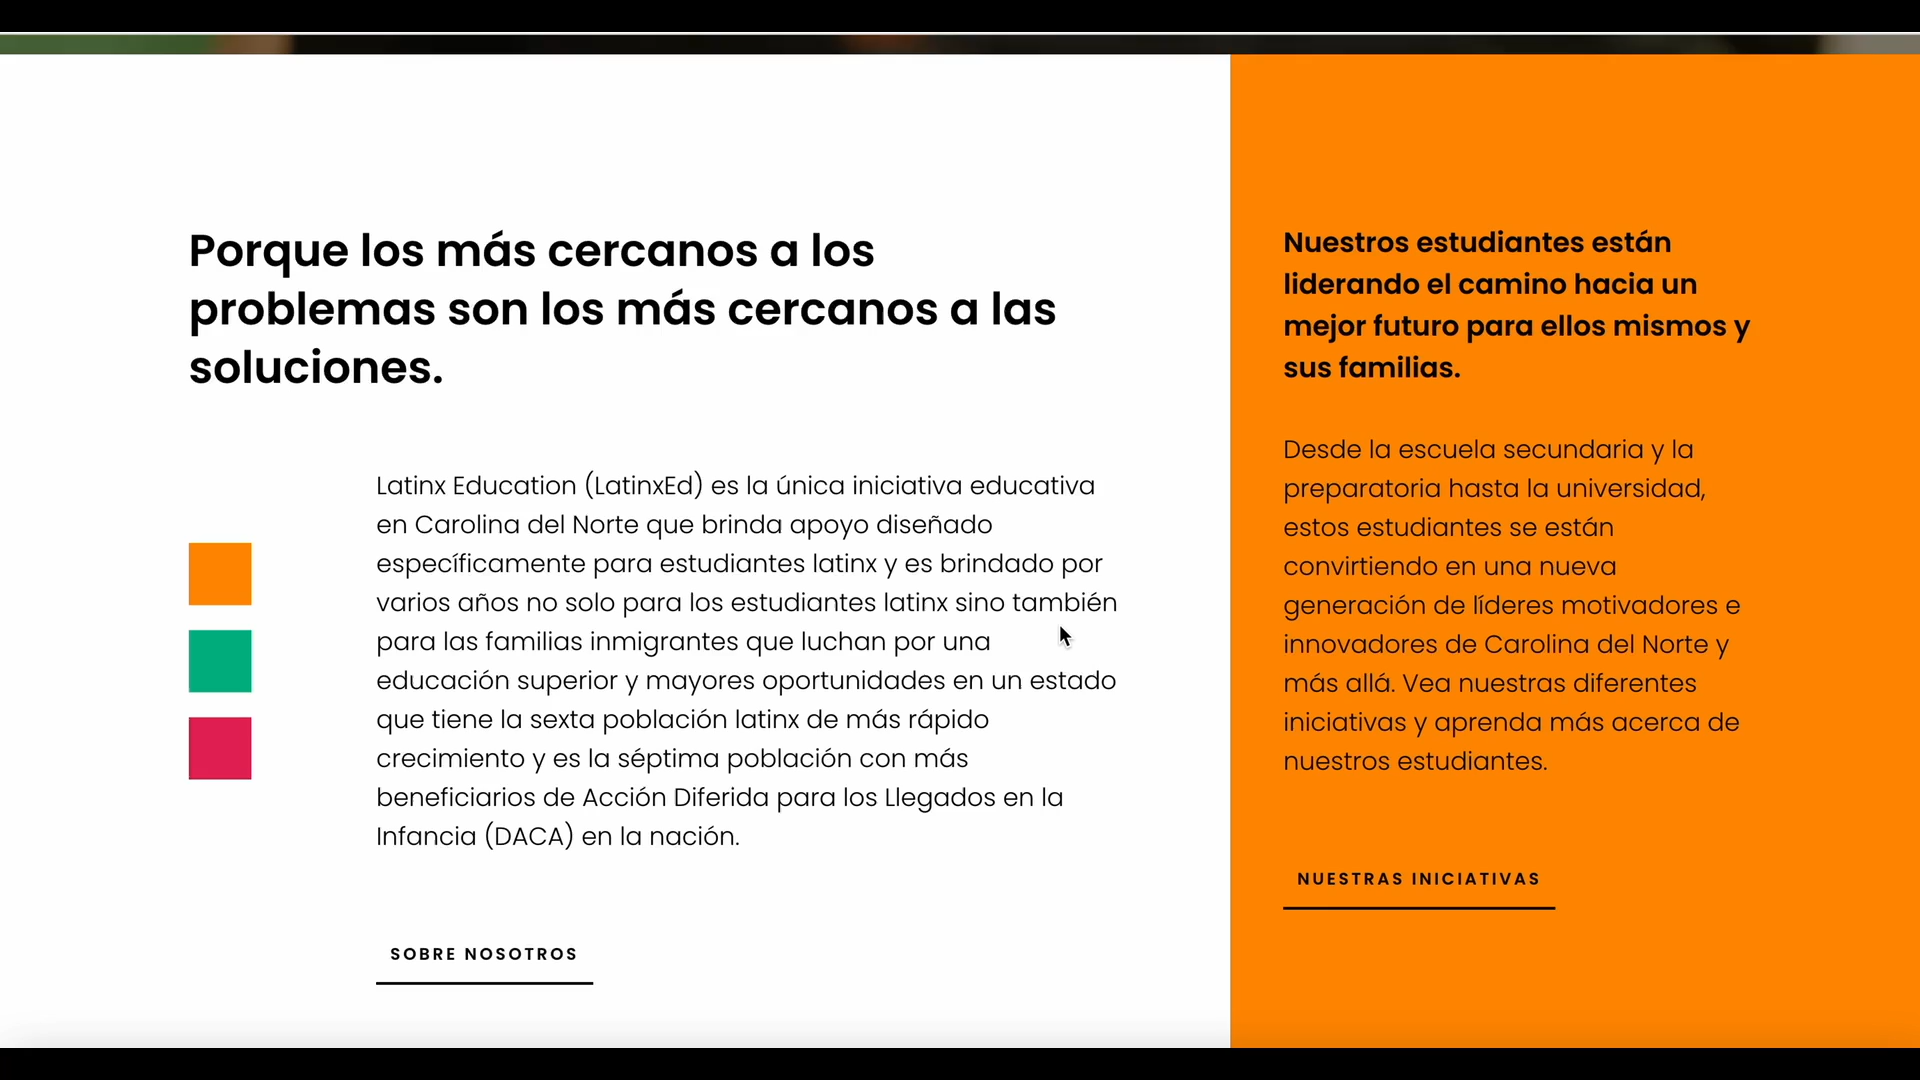 Porque los más cercanos a los
problemas son los más cercanos a las
soluciones.
Latinx Education (LatinxEd) es la única iniciativa educativa
en Carolina del Norte que brinda apoyo diseñado
específicamente para estudiantes latinx y es brindado por
varios años no solo para los estudiantes latinx sino también
para las familias inmigrantes que luchan por una
educación superior y mayores oportunidades en un estado
que tiene la sexta población latinx de más rápido
crecimiento y es la séptima población con más
beneficiarios de Acción Diferida para los Llegados en la
Infancia (DACA) en la nación.
SOBRE NOSOTROS
Nuestros estudiantes están
liderando el camino hacia un
mejor futuro para ellos mismos y
sus familias.
Desde la escuela secundaria y la
preparatoria hasta la universidad,
estos estudiantes se están
convirtiendo en una nueva
generación de líderes motivadores e
innovadores de Carolina del Norte y
más allá. Vea nuestras diferentes
iniciativas y aprenda más acerca de
nuestros estudiantes.
NUESTRAS INICIATIVAS